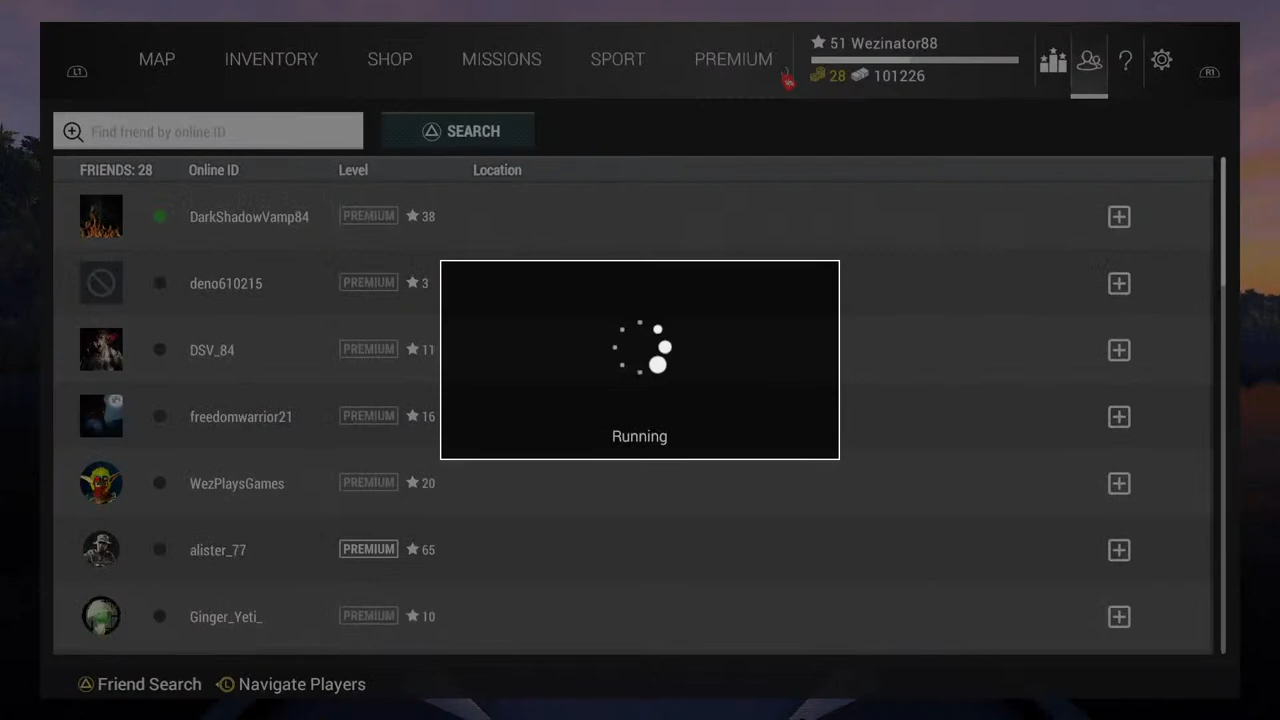 L1
MAP
INVENTORY
SHOP
MISSIONS
SPORT
PREMIUM
51 Wezinator88
28 101226
?
R1
Find friend by online ID
SEARCH
FRIENDS: 28 Online ID Level Location
DarkShadowVamp84 PREMIUM 38
deno610215 PREMIUM 3
DSV_84 PREMIUM 11
freedomwarrior21 PREMIUM 16
WezPlaysGames PREMIUM 20
alister_77 PREMIUM 65
Ginger_Yeti_ PREMIUM 10
Running
Friend Search L Navigate Players